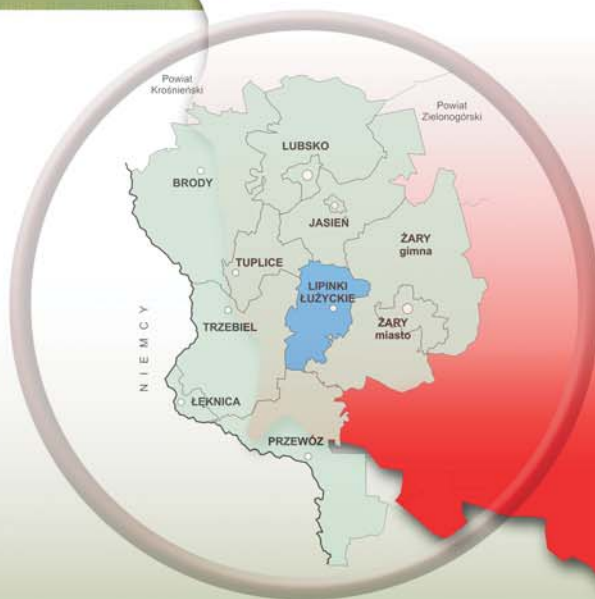 Powiat
Krośnieński
Powiat
Zielonogórski
LUBSKO
BRODY
JASIEŃ
ŻARY
gimna
TUPLICE
LIPINKI
ŁUŻYCKIE
TRZEBIEL
ŻARY
miasto
NIEMCY
ŁĘKNICA
PRZEWÓZ